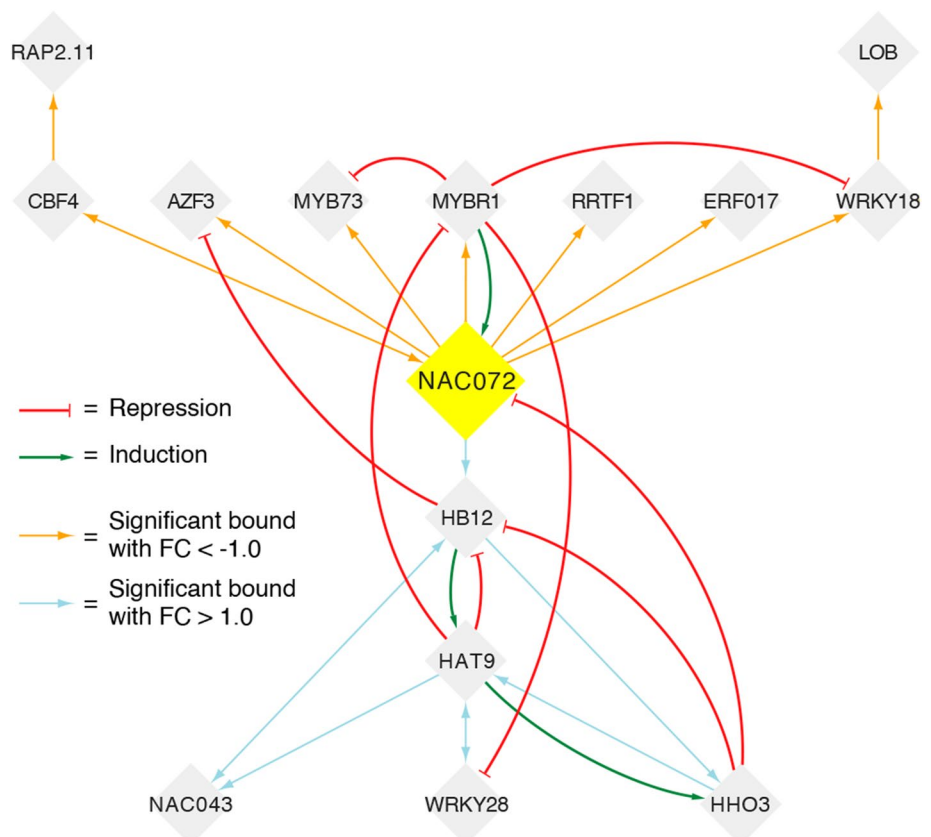 RAP2.11
LOB
CBF4
AZF3
MYB73
MYBR1
RRTF1
ERF017
WRKY18
NAC072
= Repression
= Induction
HB12
= Significant bound
with FC < -1.0
= Significant bound
with FC > 1.0
HAT9
NAC043
WRKY28
HHO3